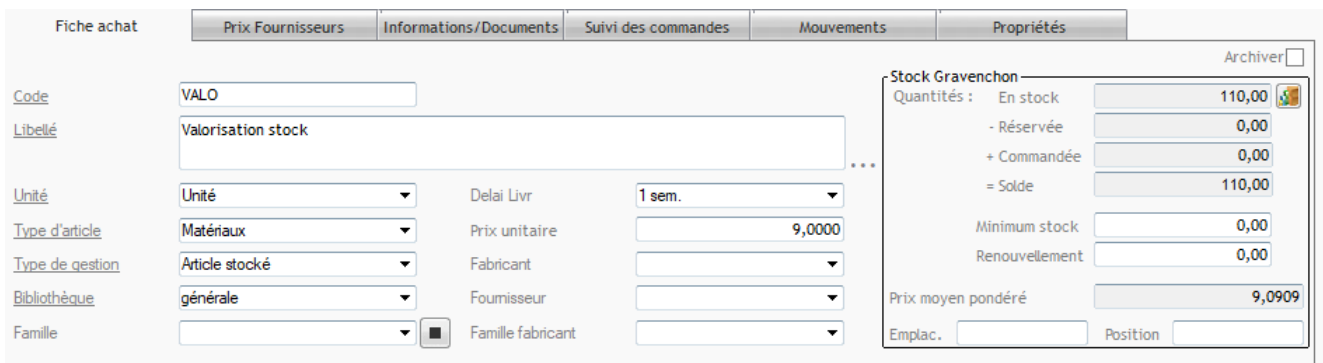 Fiche achat
Prix Fournisseurs
Informations/Documents
Suivi des commandes
Mouvements
Propriétés
Archiver
Code
VALO
Libellé
Valorisation stock
...
Unité
Unité
Delai Livr
1 sem.
Type d'article
Matériaux
Prix unitaire
9,0000
Type de gestion
Article stocké
Fabricant
Bibliothèque
générale
Fournisseur
Famille
Famille fabricant
Stock Gravenchon
Quantités : En stock 110,00
- Réservée 0,00
+ Commandée 0,00
= Solde 110,00
Minimum stock 0,00
Renouvellement 0,00
Prix moyen pondéré 9,0909
Emplac.
Position